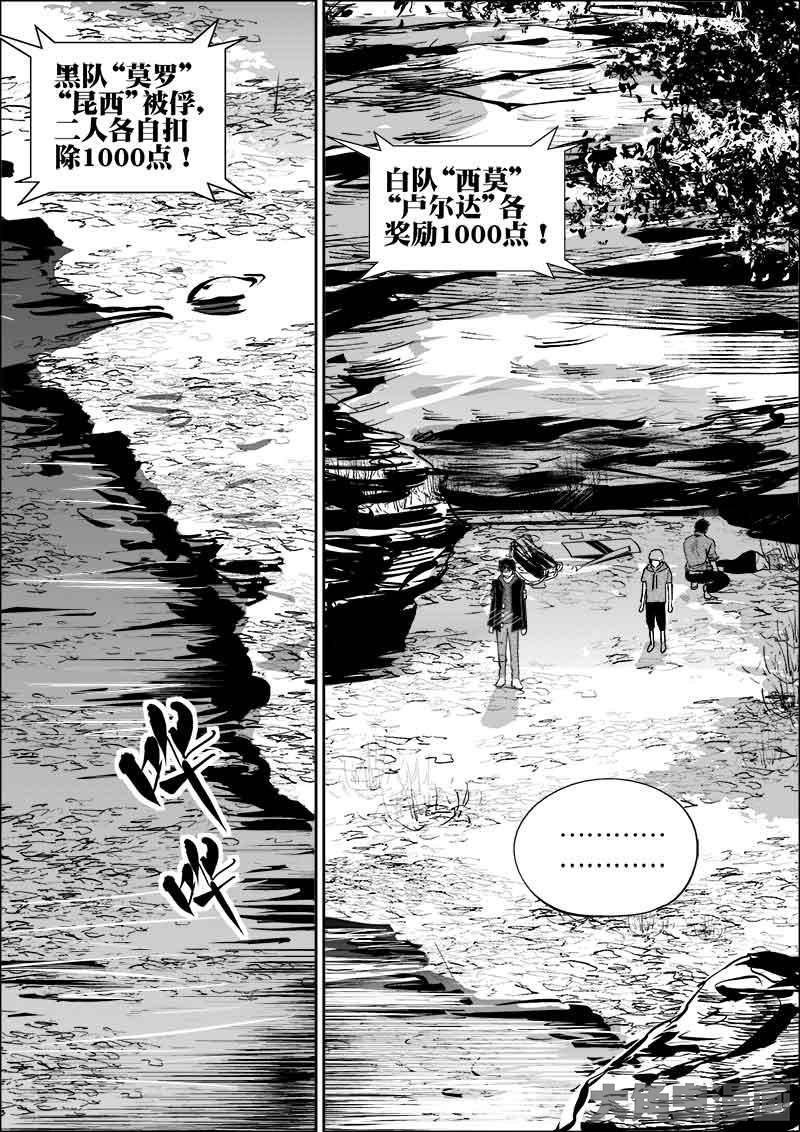 黑队“莫罗”
“昆西”被俘，
二人各自扣
除1000点！
白队“西莫”
“卢尔达”各
奖励1000点！
…………
…………
哗
哗